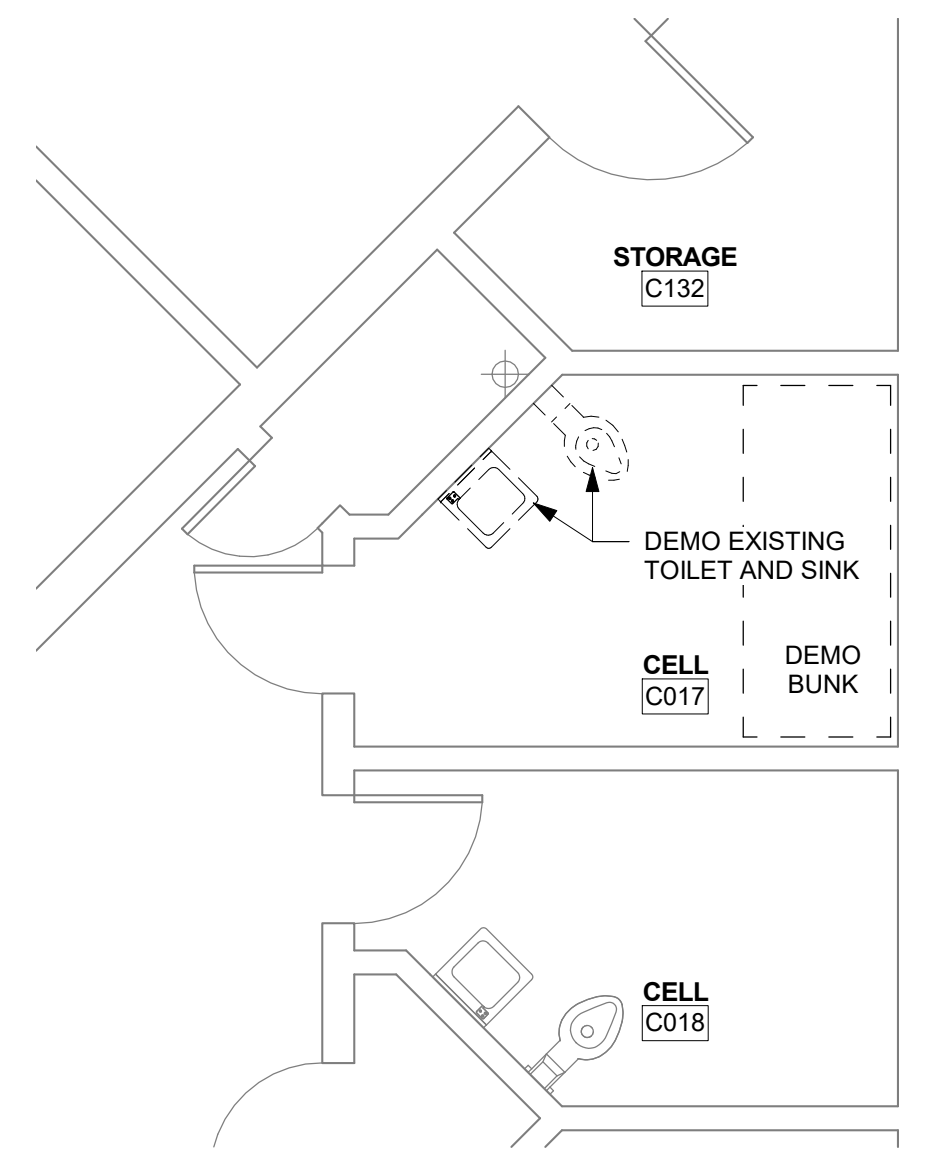 STORAGE
C132
DEMO EXISTING
TOILET AND SINK
CELL
C017
DEMO
BUNK
CELL
C018